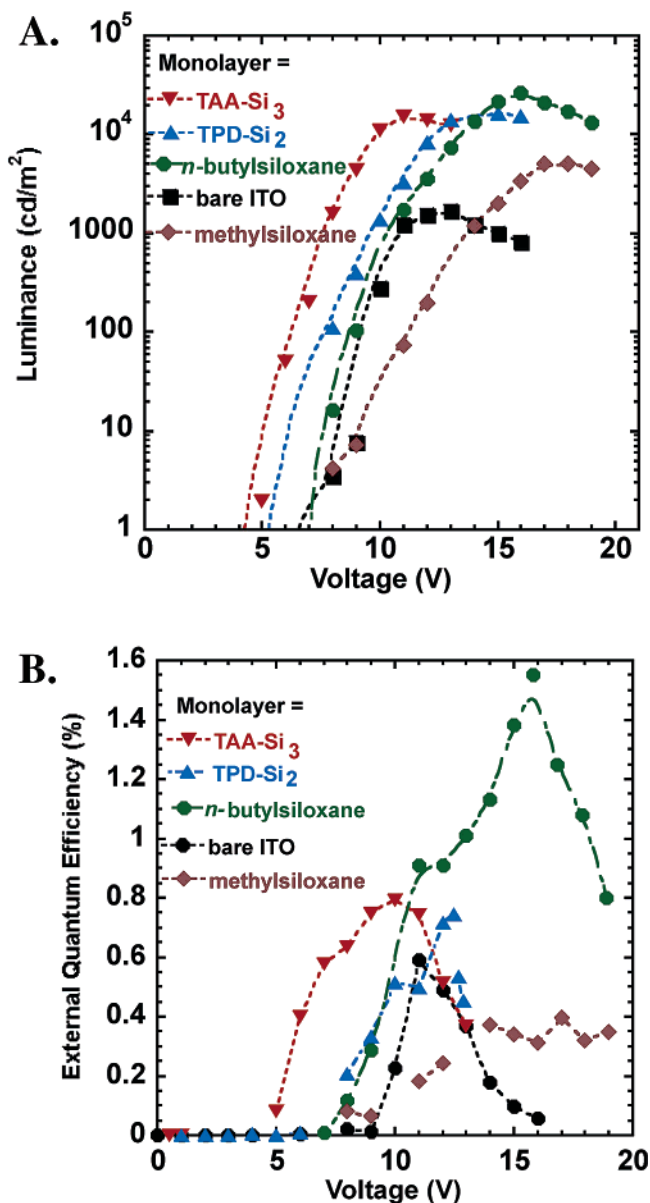 A.
10⁵
Monolayer =
TAA-Si₃
10⁴
TPD-Si₂
n-butylsiloxane
bare ITO
1000
methylsiloxane
100
10
1
Luminance (cd/m²)
0 5 10 15 20
Voltage (V)
B.
1.6
Monolayer =
1.4
TAA-Si₃
TPD-Si₂
1.2
n-butylsiloxane
1
bare ITO
methylsiloxane
0.8
0.6
0.4
0.2
0
External Quantum Efficiency (%)
0 5 10 15 20
Voltage (V)